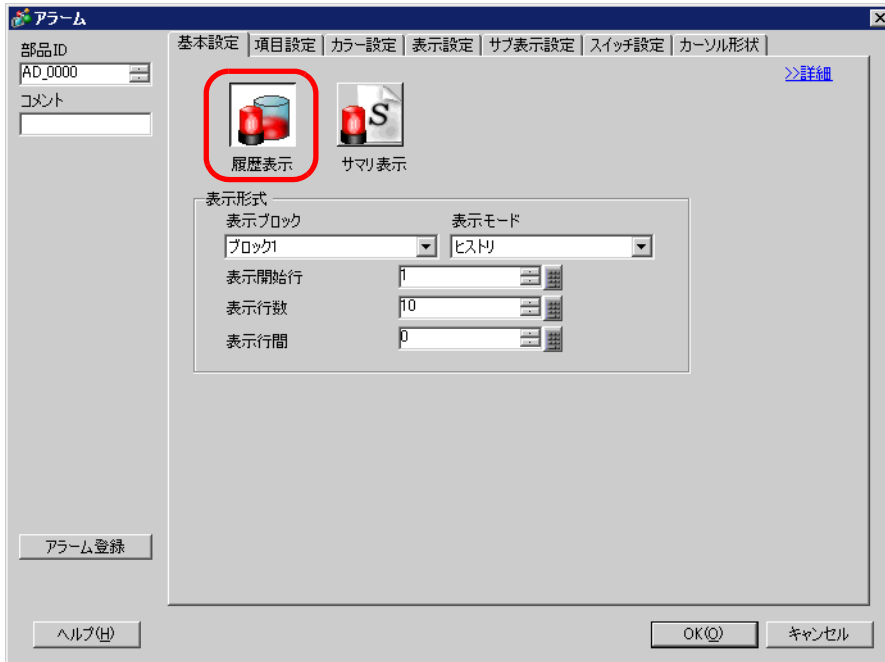 アラーム
部品ID
AD_0000
コメント
アラーム登録
ヘルプ(H)
基本設定 項目設定 カラー設定 表示設定 サブ表示設定 スイッチ設定 カーソル形状
>>詳細
S
履歴表示 サマリ表示
表示形式
表示ブロック 表示モード
ブロック1 ヒストリ
表示開始行 1
表示行数 10
表示行間 0
OK(O) キャンセル